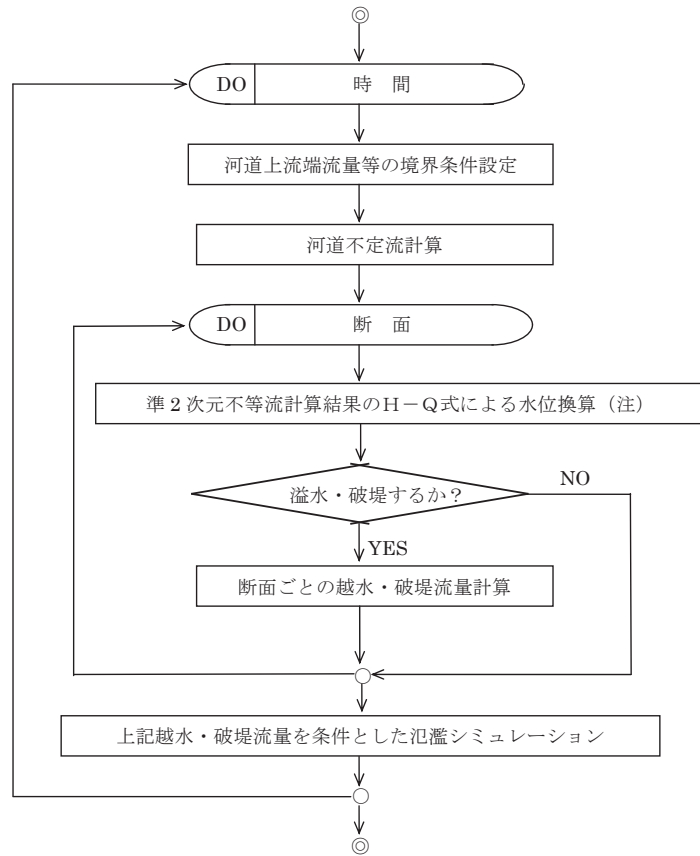 DO 時 間
河道上流端流量等の境界条件設定
河道不定流計算
DO 断 面
準2次元不等流計算結果のH－Q式による水位換算（注）
溢水・破堤するか？
NO
YES
断面ごとの越水・破堤流量計算
上記越水・破堤流量を条件とした氾濫シミュレーション